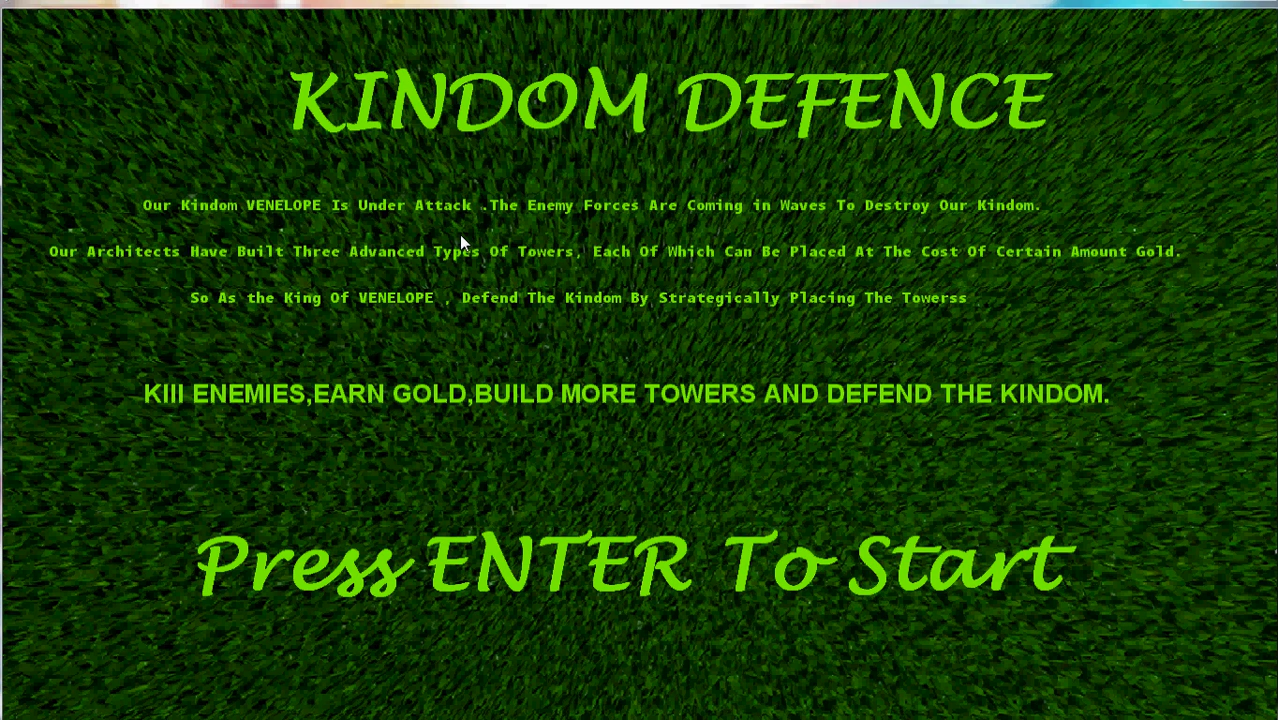 KINDOM DEFENCE
Our Kindom VENELOPE Is Under Attack .The Enemy Forces Are Coming in Waves To Destroy Our Kindom.
Our Architects Have Built Three Advanced Types Of Towers, Each Of Which Can Be Placed At The Cost Of Certain Amount Gold.
So As the King Of VENELOPE , Defend The Kindom By Strategically Placing The Towerss
KIII ENEMIES,EARN GOLD,BUILD MORE TOWERS AND DEFEND THE KINDOM.
Press ENTER To Start